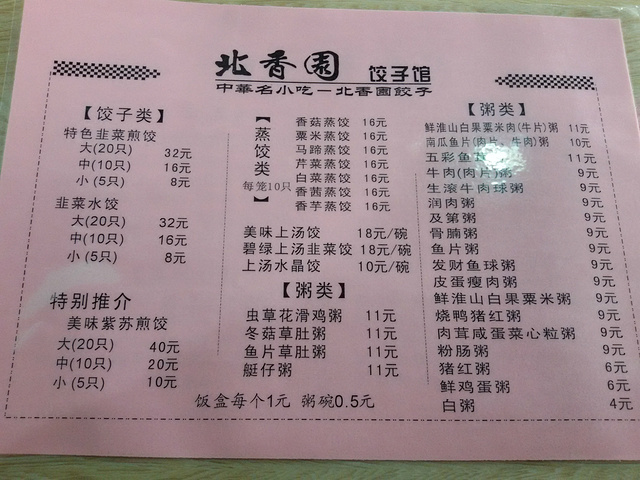 北香園 饺子馆
中華名小吃—北香園餃子
【饺子类】
特色韭菜煎饺
大(20只) 32元
中(10只) 16元
小(5只) 8元
韭菜水饺
大(20只) 32元
中(10只) 16元
小(5只) 8元
特别推介
美味紫苏煎饺
大(20只) 40元
中(10只) 20元
小(5只) 10元
【蒸饺类 每笼10只】
香菇蒸饺 16元
粟米蒸饺 16元
马蹄蒸饺 16元
芹菜蒸饺 16元
白菜蒸饺 16元
香茜蒸饺 16元
香芋蒸饺 16元
美味上汤饺 18元/碗
碧绿上汤韭菜饺 18元/碗
上汤水晶饺 10元/碗
【粥类】
虫草花滑鸡粥 11元
冬菇草肚粥 11元
鱼片草肚粥 11元
艇仔粥 11元
【粥类】
鲜淮山白果粟米肉(牛片)粥 11元
南瓜鱼片(肉片、牛肉)粥 10元
五彩鱼 11元
牛肉(肉片)粥 9元
生滚牛肉球粥 9元
润肉粥 9元
及第粥 9元
骨腩粥 9元
鱼片粥 9元
发财鱼球粥 9元
皮蛋瘦肉粥 9元
鲜淮山白果粟米粥 9元
烧鸭猪红粥 9元
肉茸咸蛋菜心粒粥 9元
粉肠粥 9元
猪红粥 6元
鲜鸡蛋粥 6元
白粥 4元
饭盒每个1元 粥碗0.5元